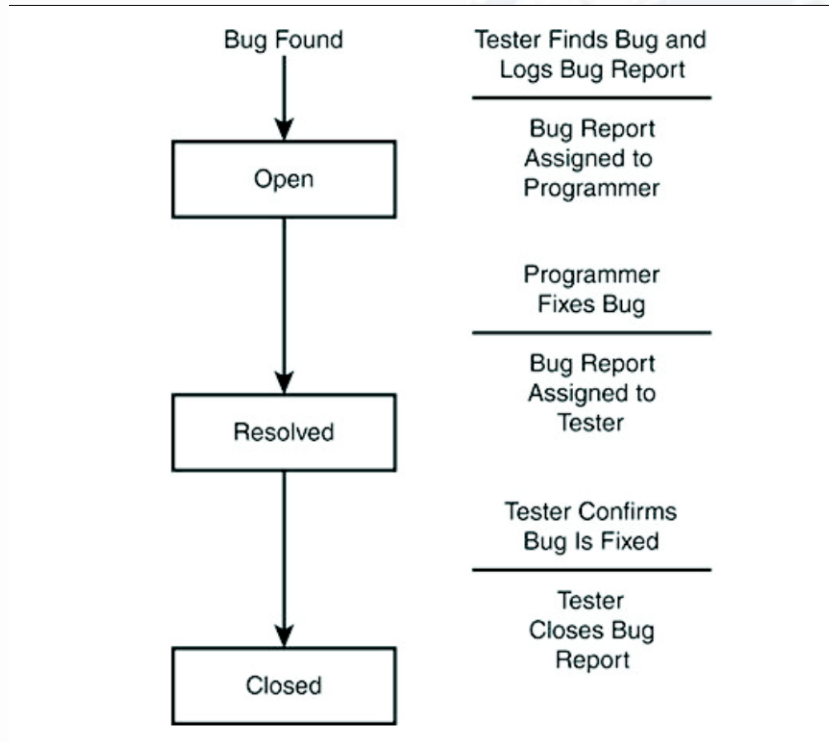 Bug Found
Open
Resolved
Closed
Tester Finds Bug and
Logs Bug Report
Bug Report
Assigned to
Programmer
Programmer
Fixes Bug
Bug Report
Assigned to
Tester
Tester Confirms
Bug Is Fixed
Tester
Closes Bug
Report